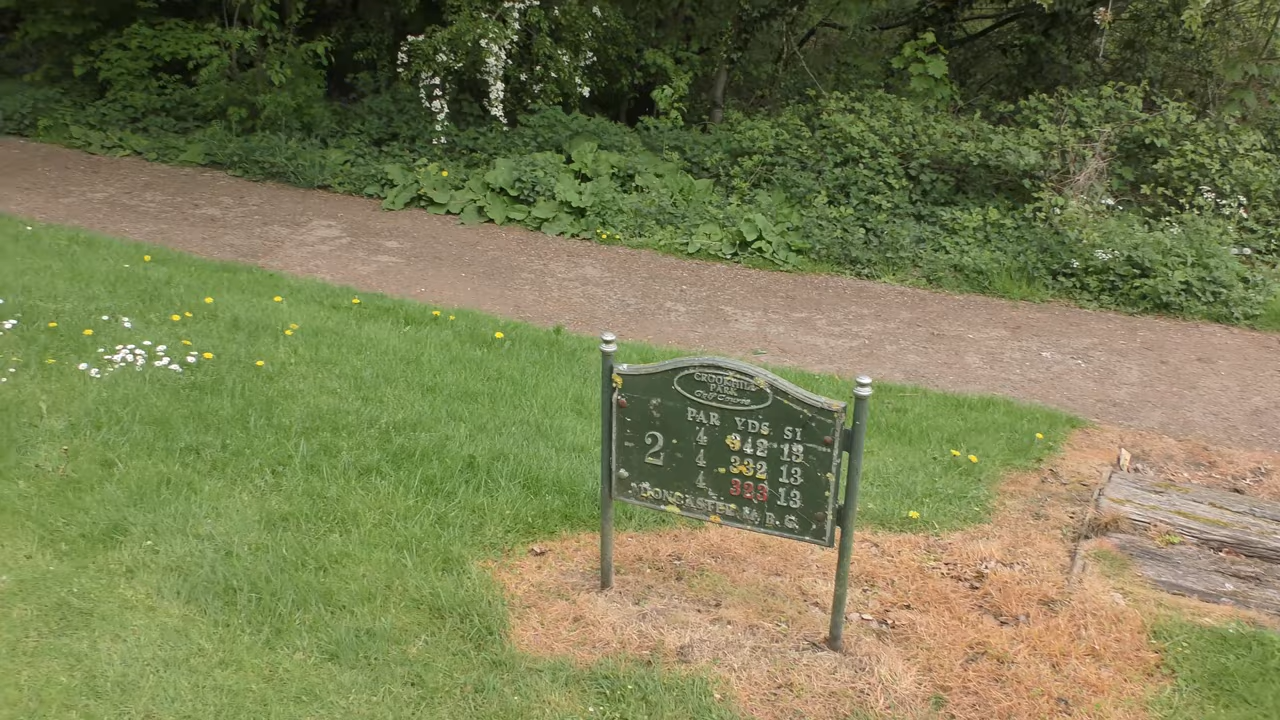 CROOKHILL
PARK
Golf Course
PAR YDS SI
2
4 342 13
4 332 13
4 323 13
DONCASTER M.B.C.